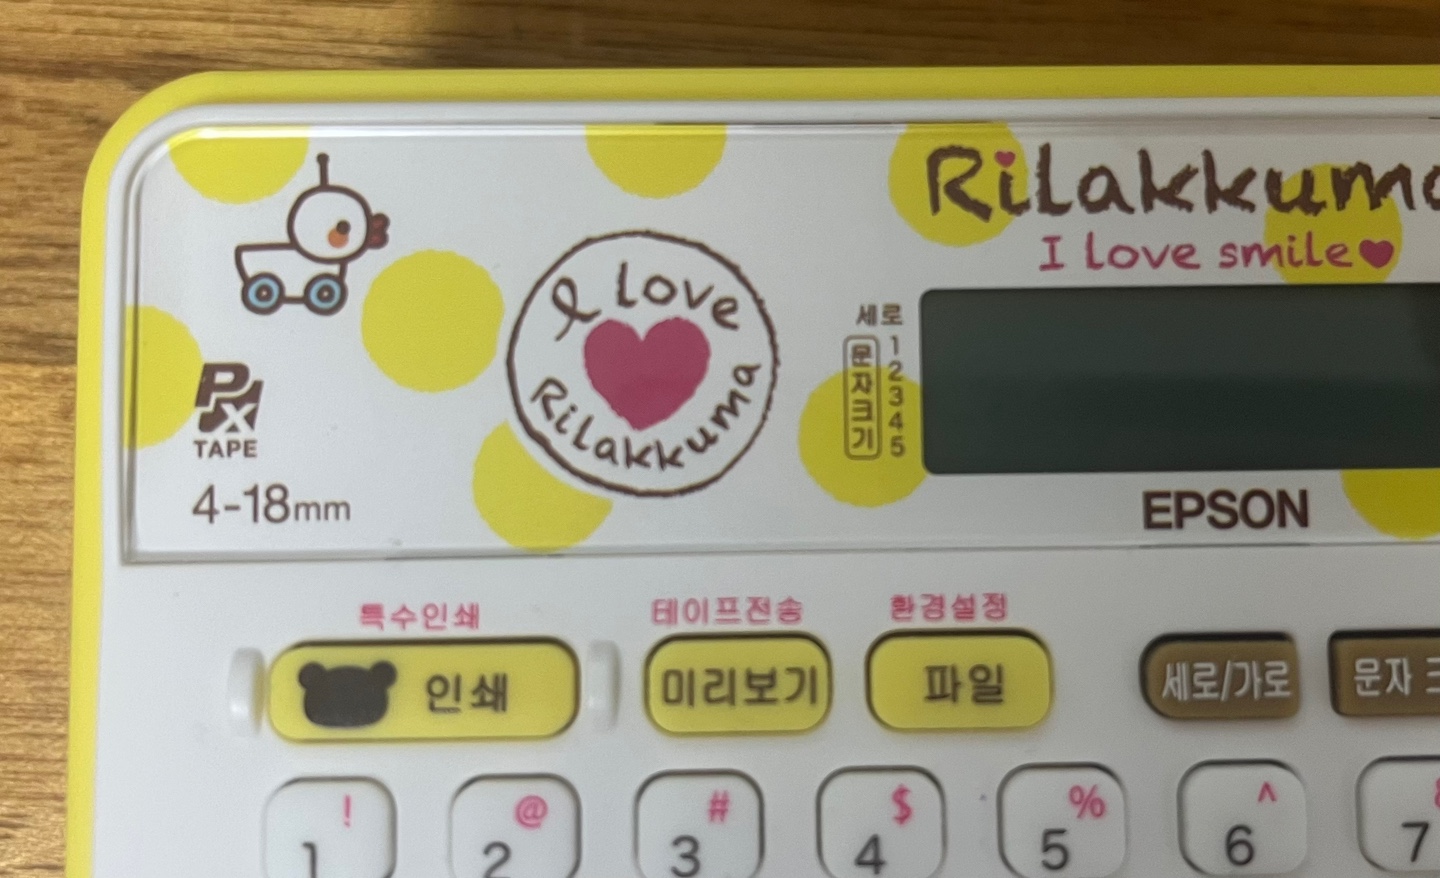 Rilakkuma
I love smile
I Love
Rilakkuma
세로
문자크기
1
2
3
4
5
PX
TAPE
4-18mm
EPSON
특수인쇄 테이프전송 환경설정
인쇄 미리보기 파일 세로/가로 문자
! @ # $ % ^
1 2 3 4 5 6 7